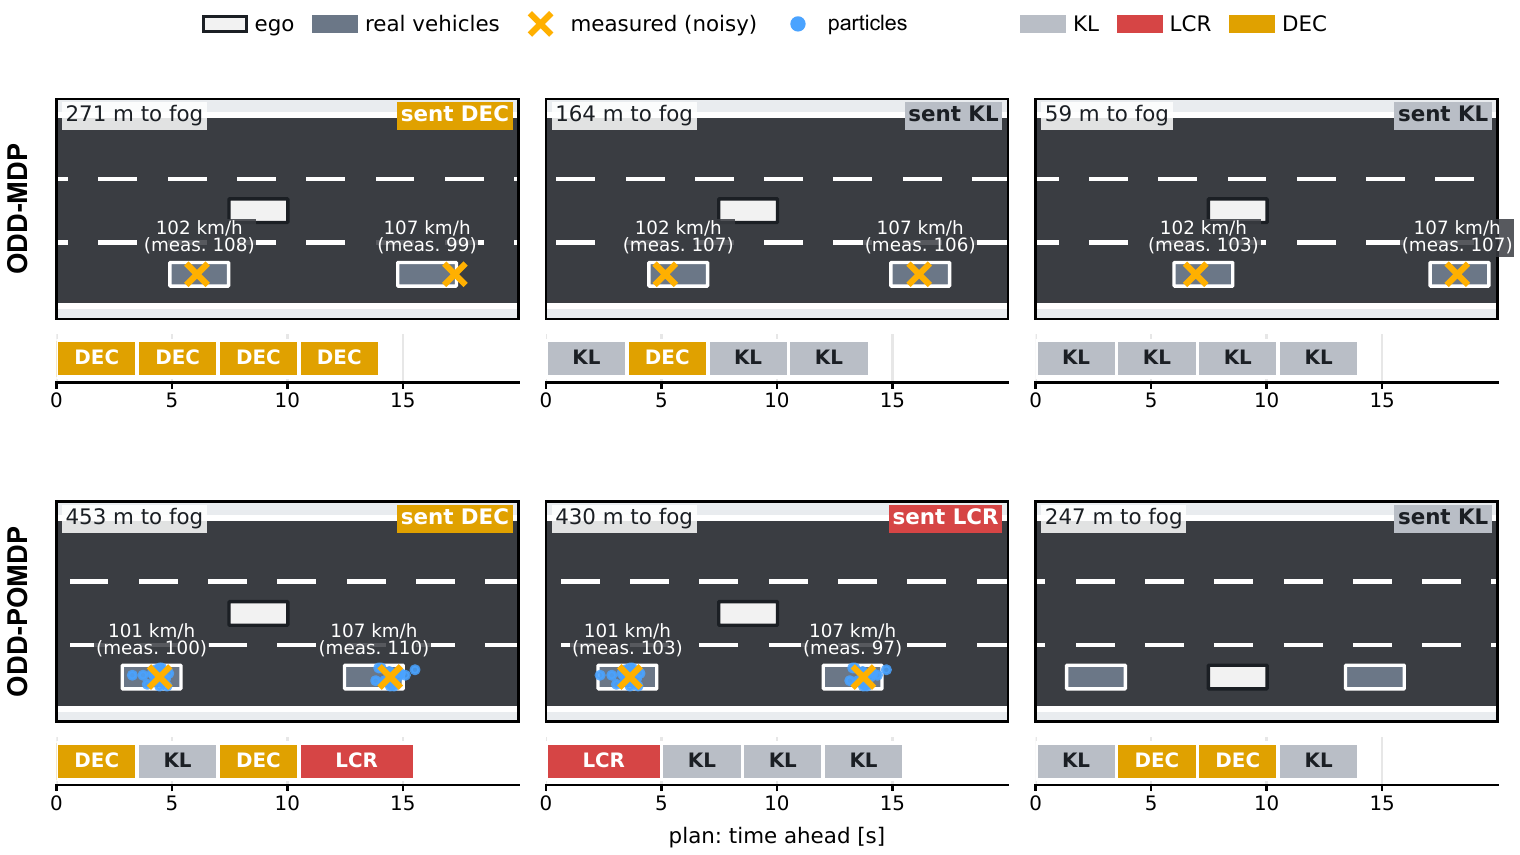 ego real vehicles measured (noisy) particles KL LCR DEC
ODD-MDP
271 m to fog sent DEC
102 km/h
(meas. 108)
107 km/h
(meas. 99)
DEC DEC DEC DEC
0 5 10 15
164 m to fog sent KL
102 km/h
(meas. 107)
107 km/h
(meas. 106)
KL DEC KL KL
0 5 10 15
59 m to fog sent KL
102 km/h
(meas. 103)
107 km/h
(meas. 107)
KL KL KL KL
0 5 10 15
ODD-POMDP
453 m to fog sent DEC
101 km/h
(meas. 100)
107 km/h
(meas. 110)
DEC KL DEC LCR
0 5 10 15
430 m to fog sent LCR
101 km/h
(meas. 103)
107 km/h
(meas. 97)
LCR KL KL KL
0 5 10 15
247 m to fog sent KL
KL DEC DEC KL
0 5 10 15
plan: time ahead [s]